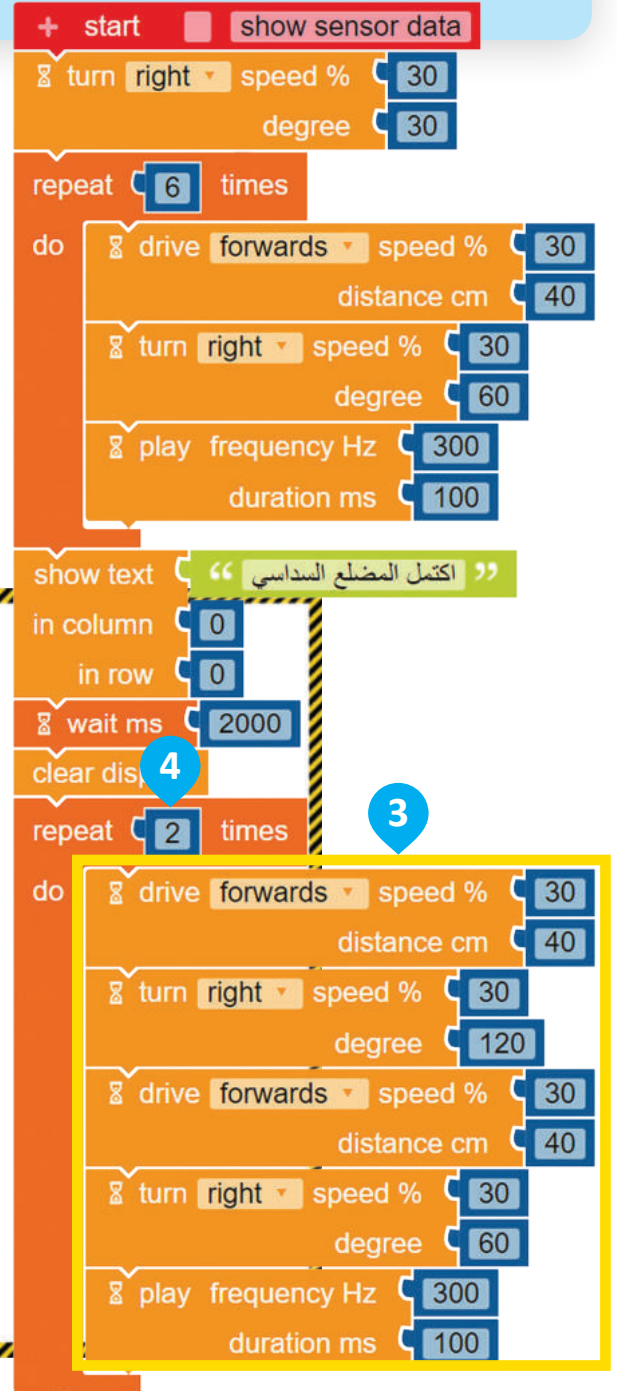 + start show sensor data
turn right speed % 30
degree 30
repeat 6 times
do drive forwards speed % 30
distance cm 40
turn right speed % 30
degree 60
play frequency Hz 300
duration ms 100
show text “ اكتمل المضلع السداسي ”
in column 0
in row 0
wait ms 2000
clear disp
4
repeat 2 times
3
do drive forwards speed % 30
distance cm 40
turn right speed % 30
degree 120
drive forwards speed % 30
distance cm 40
turn right speed % 30
degree 60
play frequency Hz 300
duration ms 100